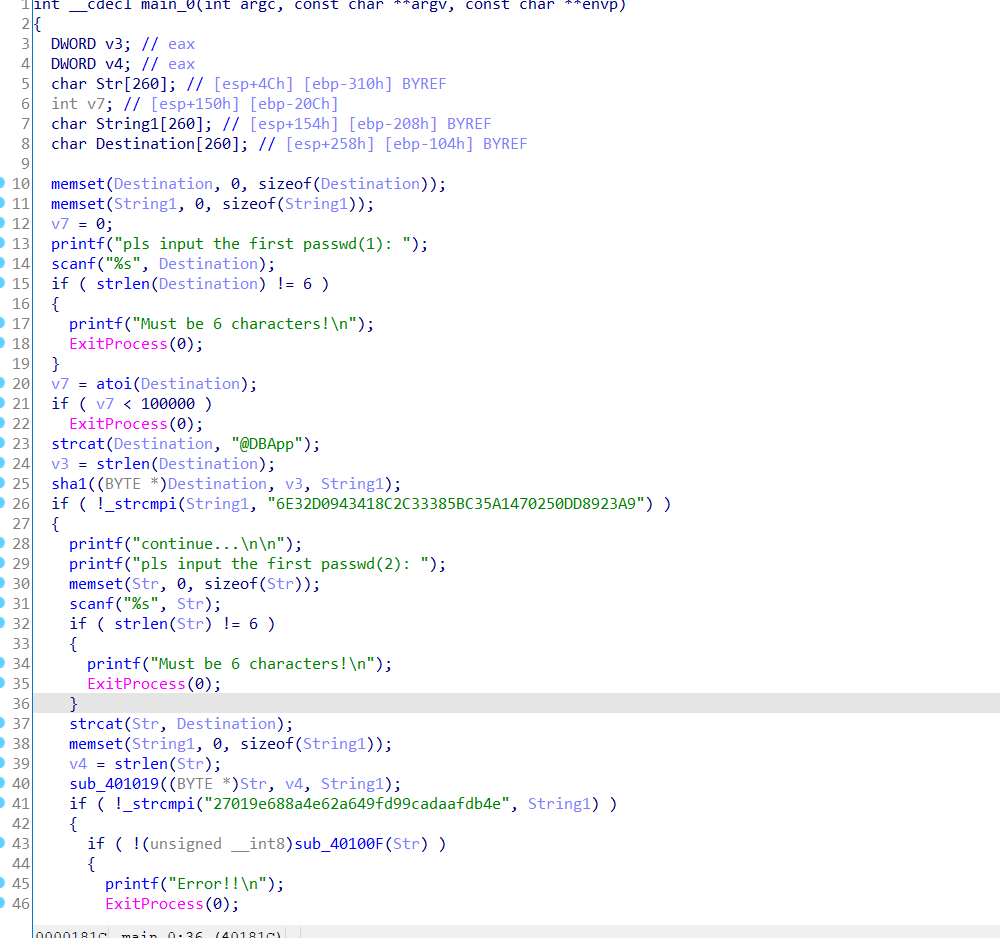 1 int __cdecl main_0(int argc, const char **argv, const char **envp)
2 {
3 DWORD v3; // eax
4 DWORD v4; // eax
5 char Str[260]; // [esp+4Ch] [ebp-310h] BYREF
6 int v7; // [esp+150h] [ebp-20Ch]
7 char String1[260]; // [esp+154h] [ebp-208h] BYREF
8 char Destination[260]; // [esp+258h] [ebp-104h] BYREF
9
10 memset(Destination, 0, sizeof(Destination));
11 memset(String1, 0, sizeof(String1));
12 v7 = 0;
13 printf("pls input the first passwd(1): ");
14 scanf("%s", Destination);
15 if ( strlen(Destination) != 6 )
16 {
17 printf("Must be 6 characters!\n");
18 ExitProcess(0);
19 }
20 v7 = atoi(Destination);
21 if ( v7 < 100000 )
22 ExitProcess(0);
23 strcat(Destination, "@DBApp");
24 v3 = strlen(Destination);
25 sha1((BYTE *)Destination, v3, String1);
26 if ( !_strcmpi(String1, "6E32D0943418C2C33385BC35A1470250DD8923A9") )
27 {
28 printf("continue...\n\n");
29 printf("pls input the first passwd(2): ");
30 memset(Str, 0, sizeof(Str));
31 scanf("%s", Str);
32 if ( strlen(Str) != 6 )
33 {
34 printf("Must be 6 characters!\n");
35 ExitProcess(0);
36 }
37 strcat(Str, Destination);
38 memset(String1, 0, sizeof(String1));
39 v4 = strlen(Str);
40 sub_401019((BYTE *)Str, v4, String1);
41 if ( !_strcmpi("27019e688a4e62a649fd99cadaafdb4e", String1) )
42 {
43 if ( !(unsigned __int8)sub_40100F(Str) )
44 {
45 printf("Error!!\n");
46 ExitProcess(0);
0000181C main_0:36 (40181C)